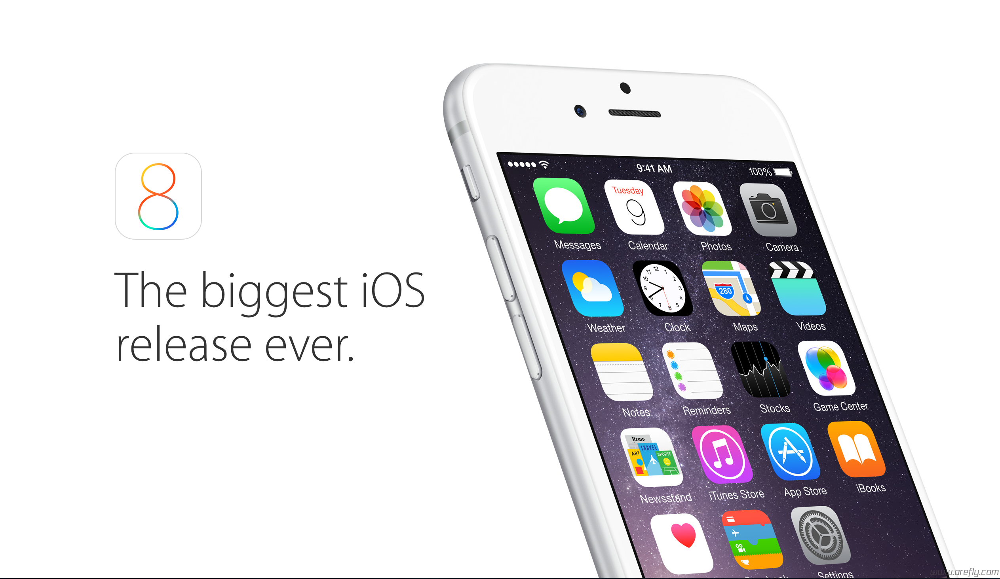 8
The biggest iOS
release ever.
9:41 AM
100%
Tuesday
9
Messages
Calendar
Photos
Camera
12
11
1
10
2
9
3
8
4
7
5
6
280
Weather
Clock
Maps
Videos
Notes
Reminders
Stocks
Game Center
News
TRAVEL
ART
SPORTS
Newsstand
iTunes Store
App Store
iBooks
Settings
www.arefly.com